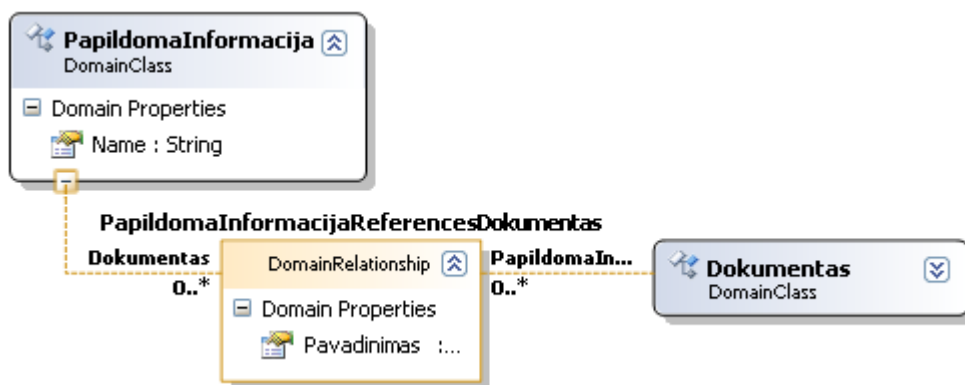 PapildomaInformacija
DomainClass
Domain Properties
Name : String
PapildomaInformacijaReferencesDokumentas
Dokumentas
0..*
DomainRelationship
Domain Properties
Pavadinimas :...
PapildomaIn...
0..*
Dokumentas
DomainClass